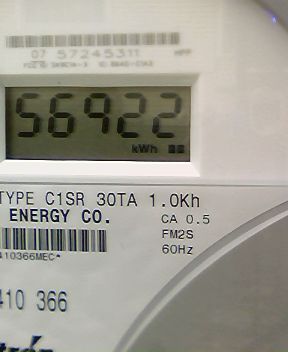 07 57245311
56922
kWh
TYPE C1SR 30TA 1.0Kh
ENERGY CO.
CA 0.5
FM2S
60Hz
410366MEC*
410 366